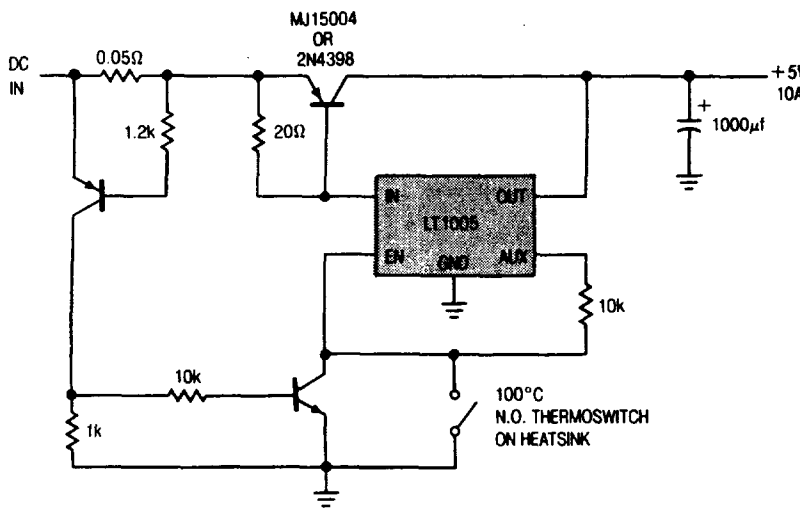 MJ15004
OR
2N4398
DC
IN
0.05Ω
1.2k
20Ω
+5V
10A
+
1000µf
IN
OUT
LT1005
EN
GND
AUX
10k
10k
1k
100°C
N.O. THERMOSWITCH
ON HEATSINK